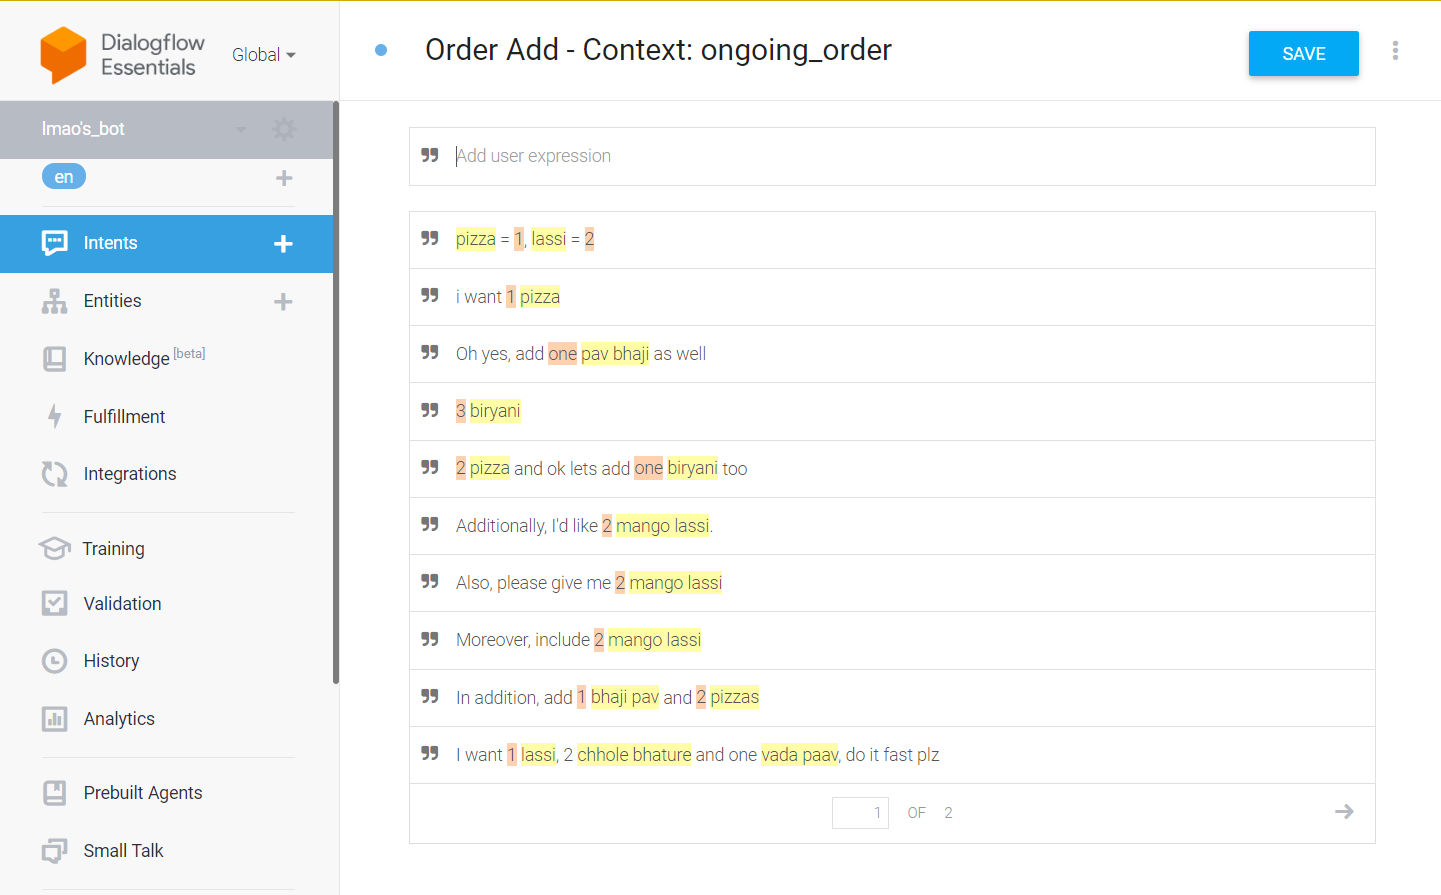 Dialogflow
Essentials
Global
lmao's_bot
en
Intents
Entities
Knowledge [beta]
Fulfillment
Integrations
Training
Validation
History
Analytics
Prebuilt Agents
Small Talk
Order Add - Context: ongoing_order
SAVE
Add user expression
pizza = 1, lassi = 2
i want 1 pizza
Oh yes, add one pav bhaji as well
3 biryani
2 pizza and ok lets add one biryani too
Additionally, I'd like 2 mango lassi.
Also, please give me 2 mango lassi
Moreover, include 2 mango lassi
In addition, add 1 bhaji pav and 2 pizzas
I want 1 lassi, 2 chhole bhature and one vada paav, do it fast plz
1 OF 2